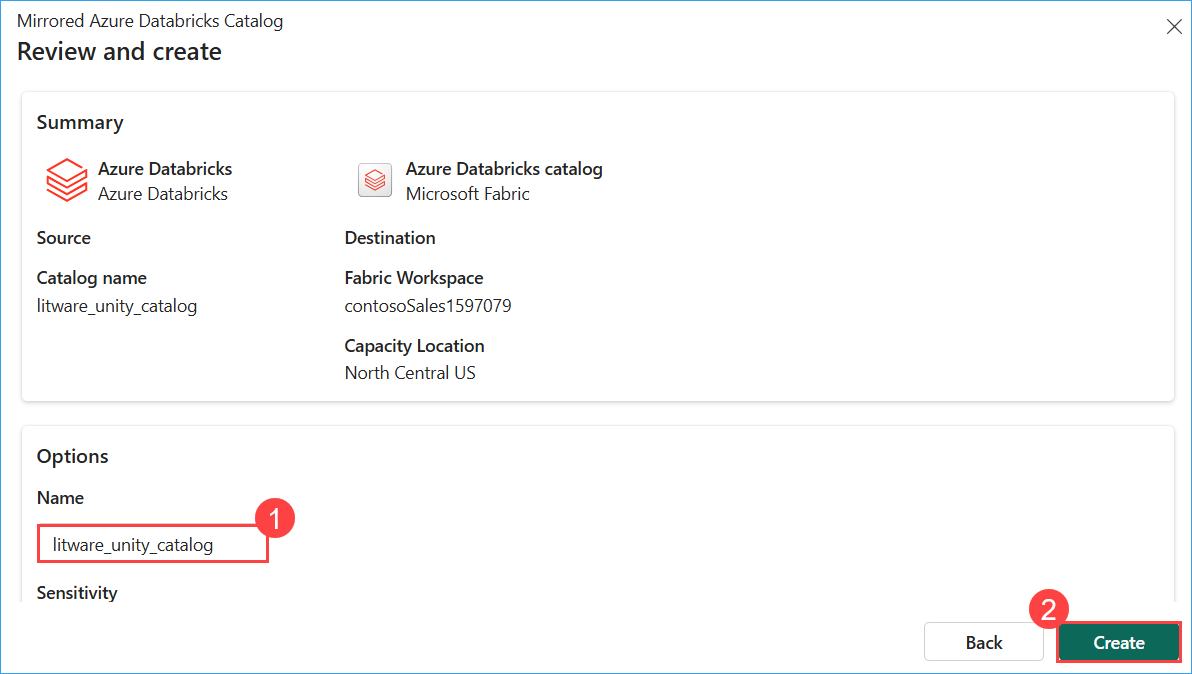 Mirrored Azure Databricks Catalog
Review and create
Summary
Azure Databricks
Azure Databricks
Azure Databricks catalog
Microsoft Fabric
Source
Destination
Catalog name
litware_unity_catalog
Fabric Workspace
contosoSales1597079
Capacity Location
North Central US
Options
Name
1
litware_unity_catalog
Sensitivity
2
Back
Create